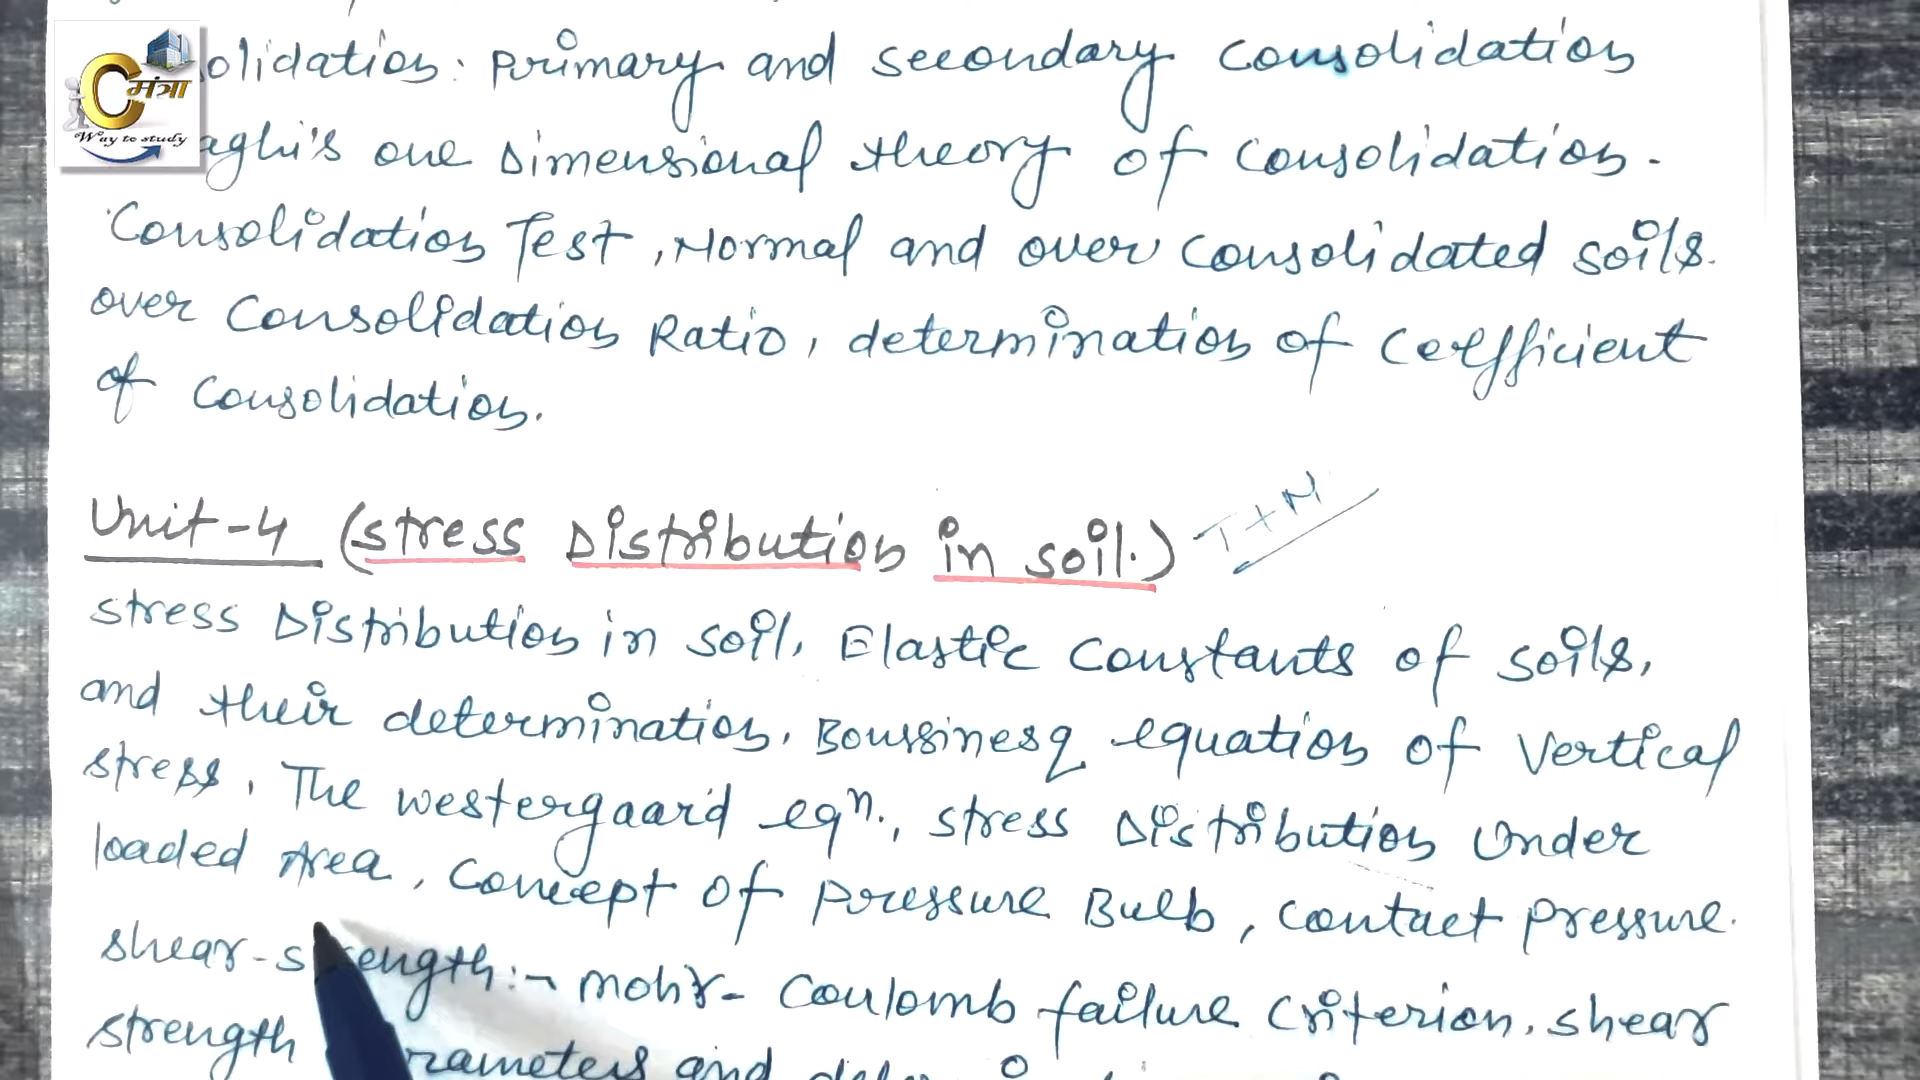 C मंत्रा
Way to study
olidation: primary and secondary consolidation
aghi's one Dimensional theory of consolidation.
Consolidation Test, Normal and over consolidated soils.
over Consolidation Ratio, determination of coefficient
of consolidation.
Unit-4 (stress Distribution in soil.) T+N
stress Distribution in soil, Elastic Constants of soils,
and their determination, Boussinesq equation of Vertical
stress, The westergaard eqⁿ., stress Distribution Under
loaded Area, Concept of Pressure Bulb, Contact pressure.
shear-s ength:- mohr- Coulomb failure Criterion, shear
strength rameters and